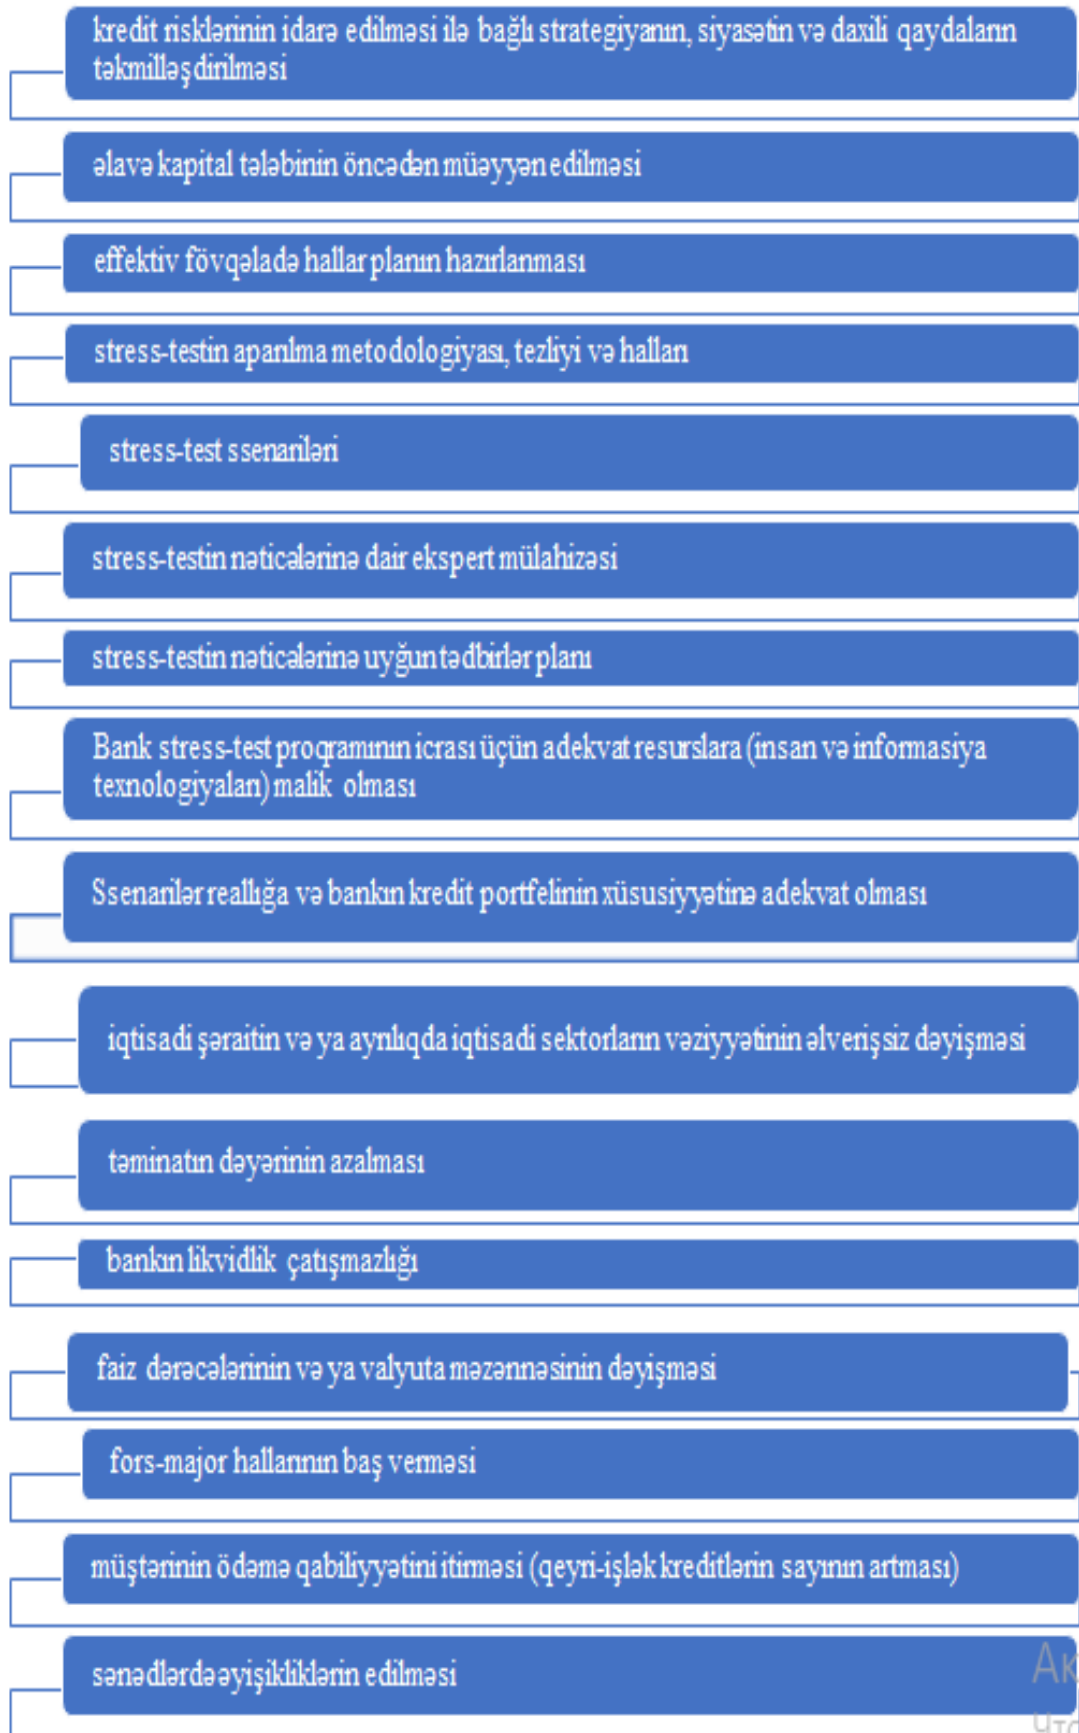 kredit risklərinin idarə edilməsi ilə bağlı strategiyanın, siyasətin və daxili qaydaların
təkmilləşdirilməsi
əlavə kapital tələbinin öncədən müəyyən edilməsi
effektiv fövqəladə hallar planın hazırlanması
stress-testin aparılma metodologiyası, tezliyi və halları
stress-test ssenariləri
stress-testin nəticələrinə dair ekspert mülahizəsi
stress-testin nəticələrinə uyğun tədbirlər planı
Bank stress-test proqramının icrası üçün adekvat resurslara (insan və informasiya
texnologiyaları) malik olması
Ssenarilər reallığa və bankın kredit portfelinin xüsusiyyətinə adekvat olması
iqtisadi şəraitin və ya ayrılıqda iqtisadi sektorların vəziyyətinin əlverişsiz dəyişməsi
təminatın dəyərinin azalması
bankın likvidlik çatışmazlığı
faiz dərəcələrinin və ya valyuta məzənnəsinin dəyişməsi
fors-major hallarının baş verməsi
müştərinin ödəmə qabiliyyətini itirməsi (qeyri-işlək kreditlərin sayının artması)
sənədlərdə əyişikliklərin edilməsi